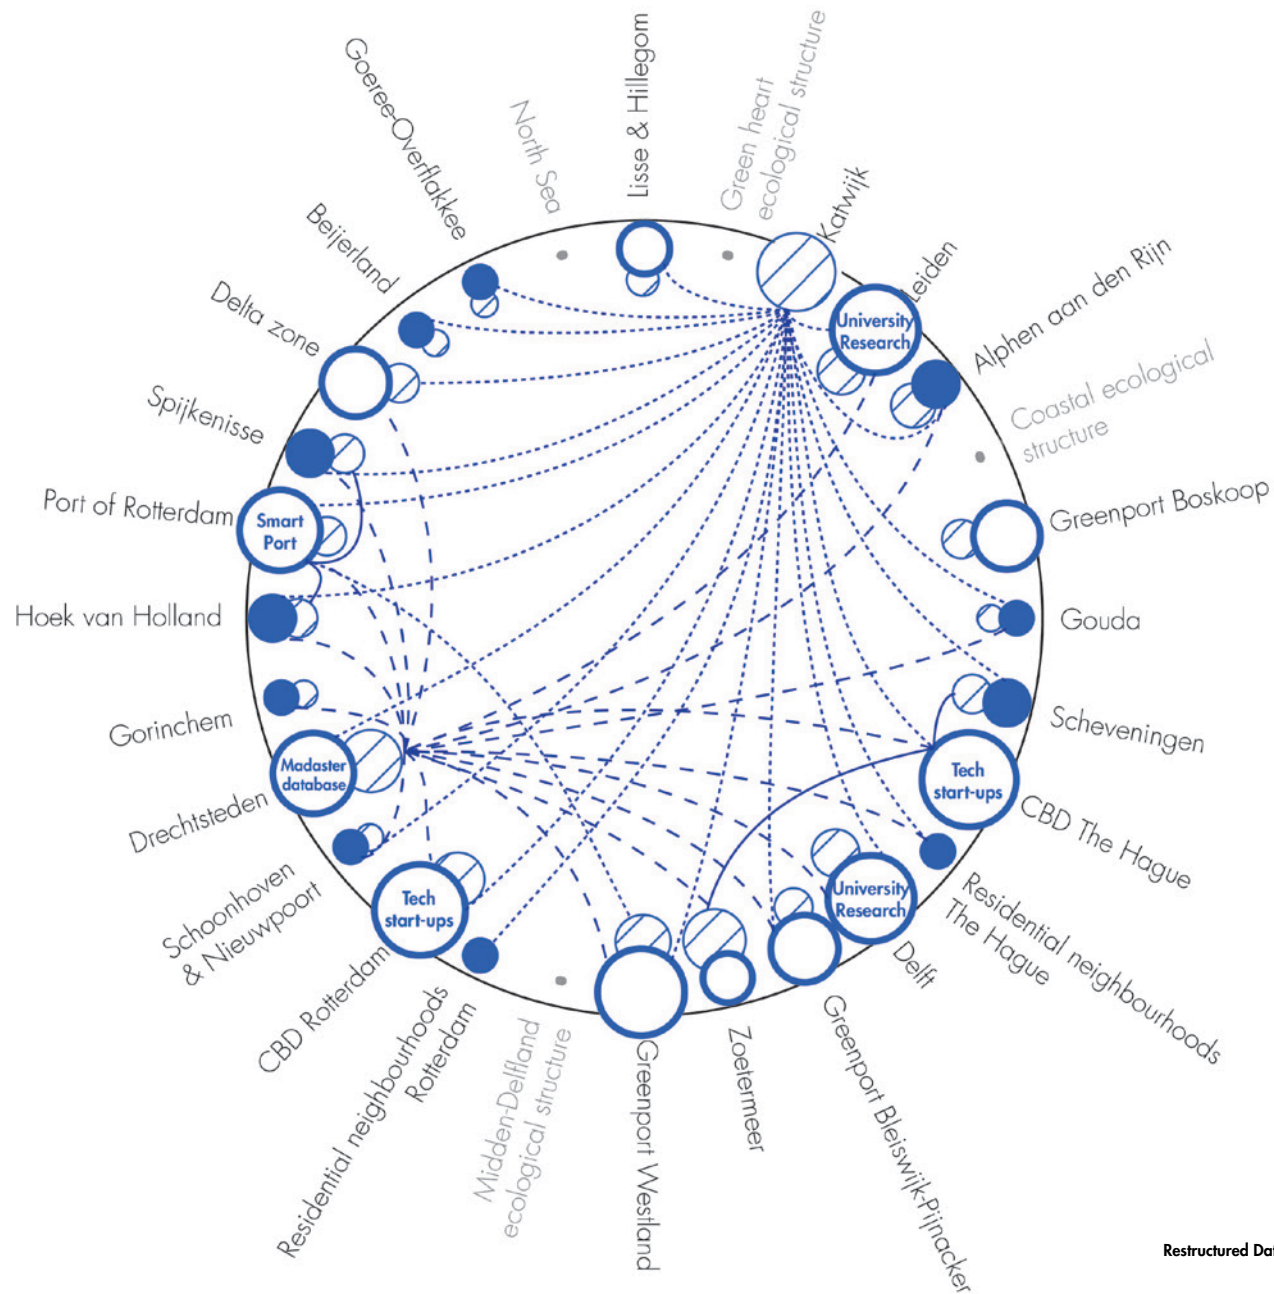 Lisse & Hillegom
Green heart
ecological structure
Katwijk
Leiden
University
Research
Alphen aan den Rijn
Coastal ecological
structure
Greenport Boskoop
Gouda
Scheveningen
Tech
start-ups
CBD The Hague
Residential neighbourhoods
The Hague
University
Research
Delft
Greenport Bleiswijk-Pijnacker
Zoetermeer
Greenport Westland
Midden-Delfland
ecological structure
Residential neighbourhoods
Rotterdam
Tech
start-ups
CBD Rotterdam
Schoonhoven
& Nieuwpoort
Madaster
database
Drechtsteden
Gorinchem
Hoek van Holland
Smart
Port
Port of Rotterdam
Spijkenisse
Delta zone
Beijerland
Goeree-Overflakkee
North Sea
Restructured Da